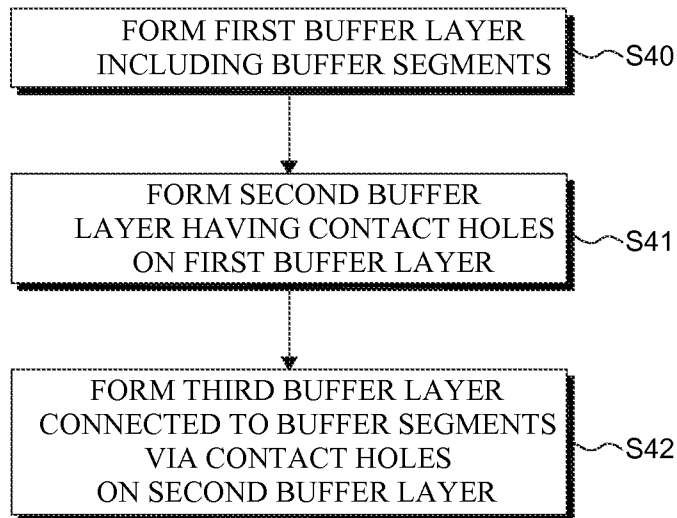 FORM FIRST BUFFER LAYER
INCLUDING BUFFER SEGMENTS
S40
FORM SECOND BUFFER
LAYER HAVING CONTACT HOLES
ON FIRST BUFFER LAYER
S41
FORM THIRD BUFFER LAYER
CONNECTED TO BUFFER SEGMENTS
VIA CONTACT HOLES
ON SECOND BUFFER LAYER
S42